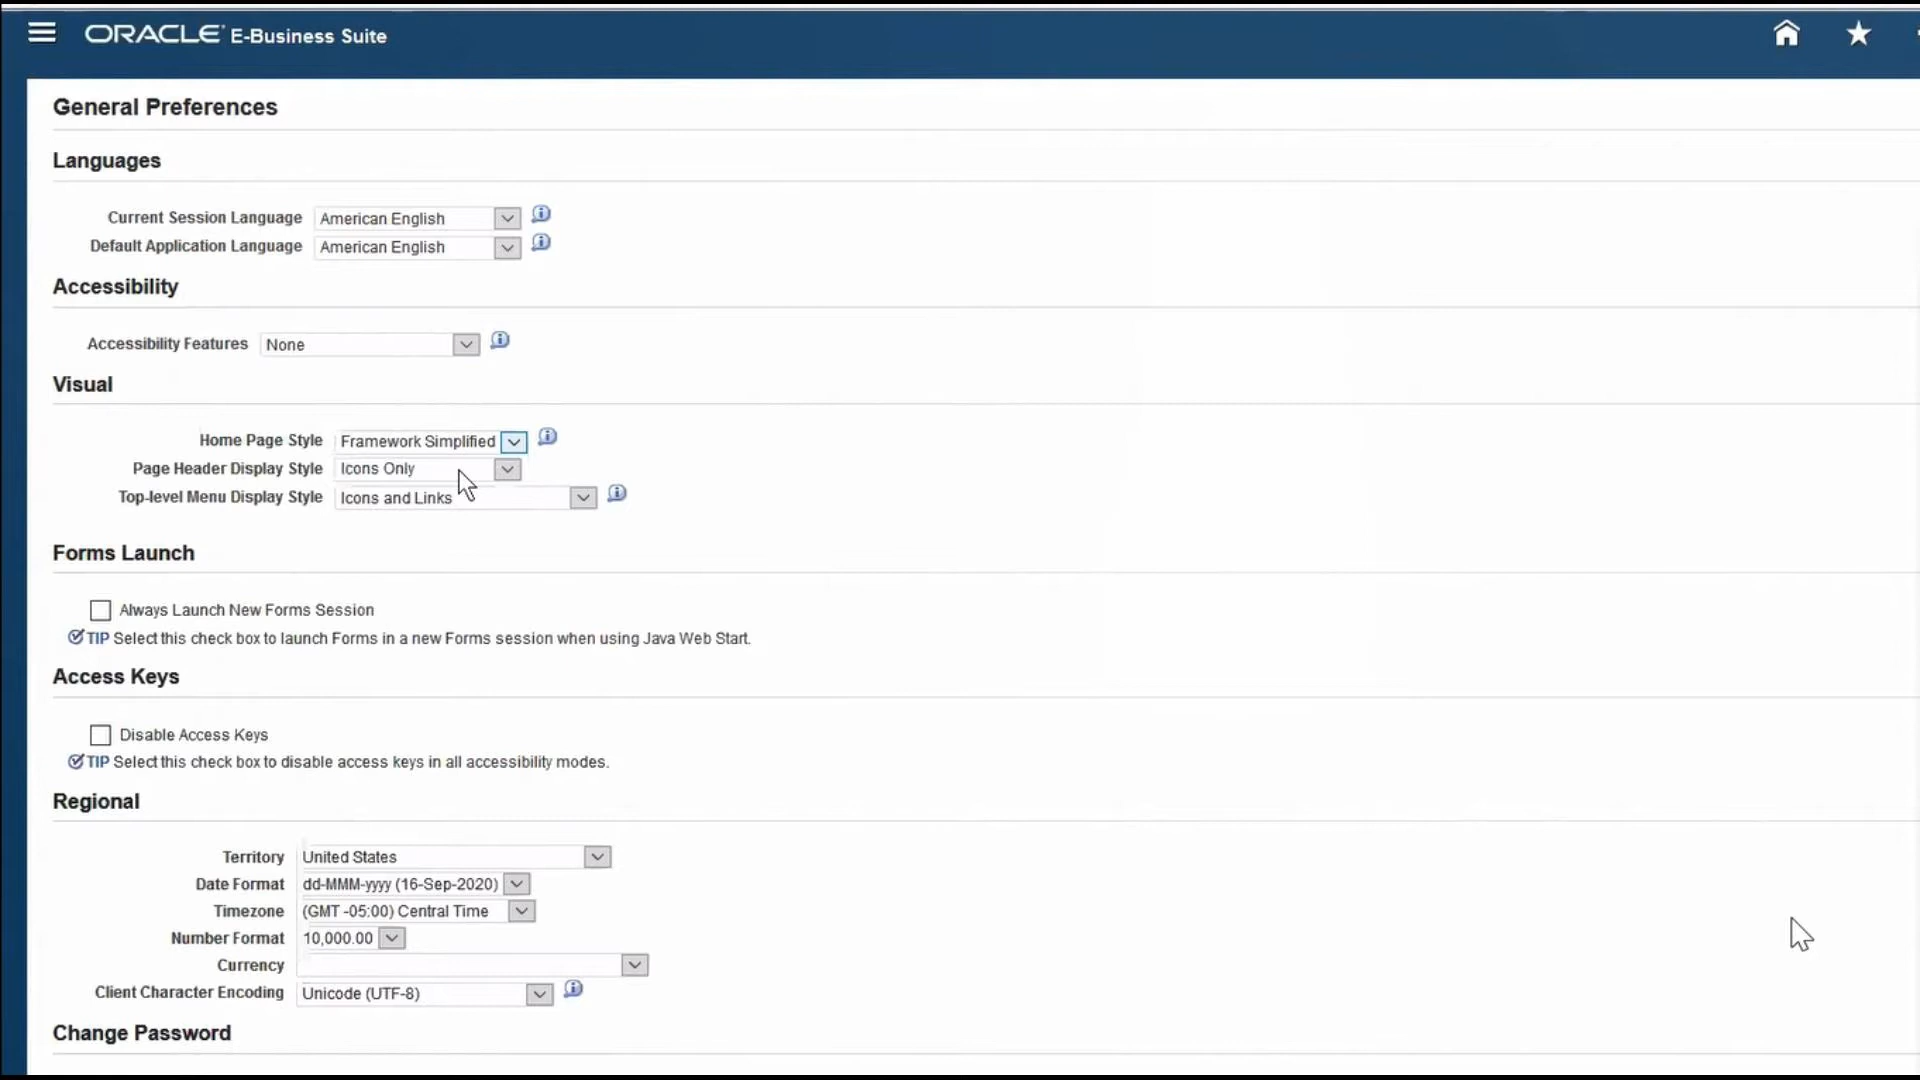 ORACLE E-Business Suite
General Preferences
Languages
Current Session Language American English
Default Application Language American English
Accessibility
Accessibility Features None
Visual
Home Page Style Framework Simplified
Page Header Display Style Icons Only
Top-level Menu Display Style Icons and Links
Forms Launch
Always Launch New Forms Session
TIP Select this check box to launch Forms in a new Forms session when using Java Web Start.
Access Keys
Disable Access Keys
TIP Select this check box to disable access keys in all accessibility modes.
Regional
Territory United States
Date Format dd-MMM-yyyy (16-Sep-2020)
Timezone (GMT -05:00) Central Time
Number Format 10,000.00
Currency
Client Character Encoding Unicode (UTF-8)
Change Password